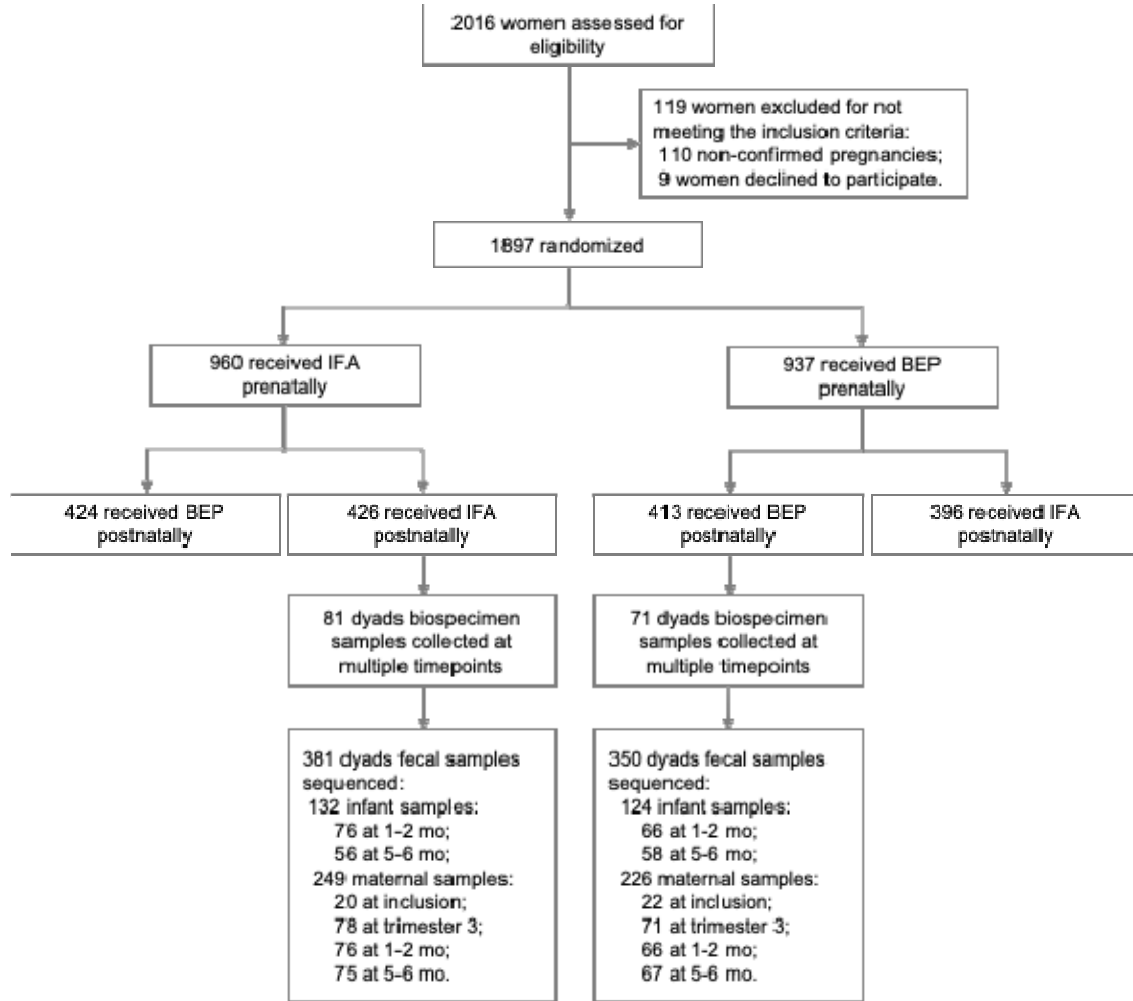 2016 women assessed for
eligibility
119 women excluded for not
meeting the inclusion criteria:
110 non-confirmed pregnancies;
9 women declined to participate.
1897 randomized
960 received IFA
prenatally
937 received BEP
prenatally
424 received BEP
postnatally
426 received IFA
postnatally
413 received BEP
postnatally
396 received IFA
postnatally
81 dyads biospecimen
samples collected at
multiple timepoints
71 dyads biospecimen
samples collected at
multiple timepoints
381 dyads fecal samples
sequenced:
132 infant samples:
76 at 1-2 mo;
56 at 5-6 mo;
249 maternal samples:
20 at inclusion;
78 at trimester 3;
76 at 1-2 mo;
75 at 5-6 mo.
350 dyads fecal samples
sequenced:
124 infant samples:
66 at 1-2 mo;
58 at 5-6 mo;
226 maternal samples:
22 at inclusion;
71 at trimester 3;
66 at 1-2 mo;
67 at 5-6 mo.